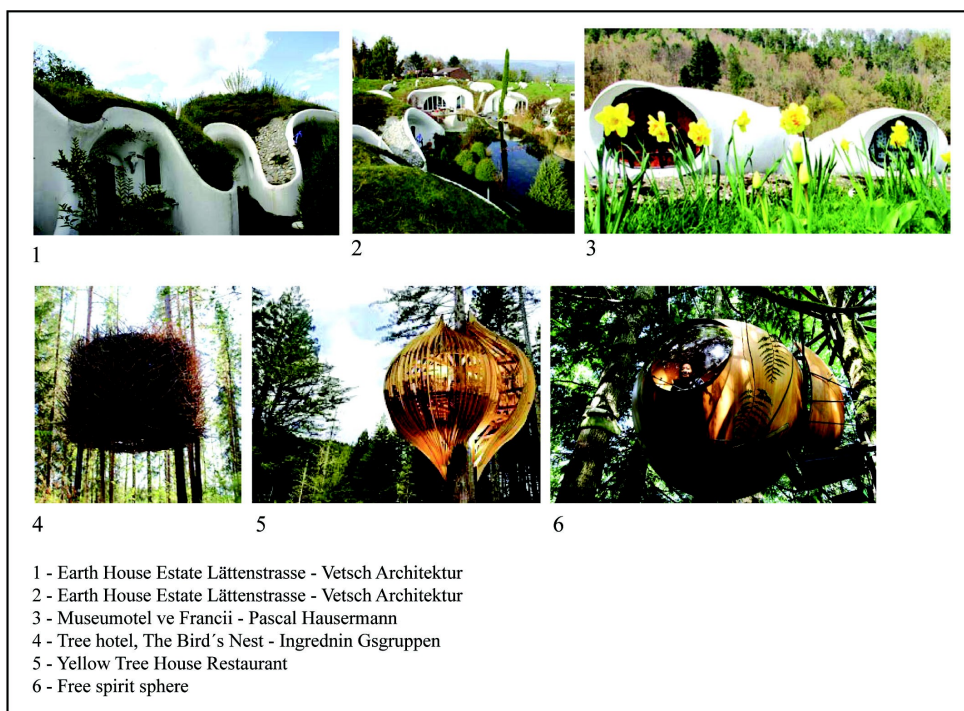 1
2
3
4
5
6
1 - Earth House Estate Lättenstrasse - Vetsch Architektur
2 - Earth House Estate Lättenstrasse - Vetsch Architektur
3 - Museumotel ve Francii - Pascal Hausermann
4 - Tree hotel, The Bird´s Nest - Ingrednin Gsgruppen
5 - Yellow Tree House Restaurant
6 - Free spirit sphere